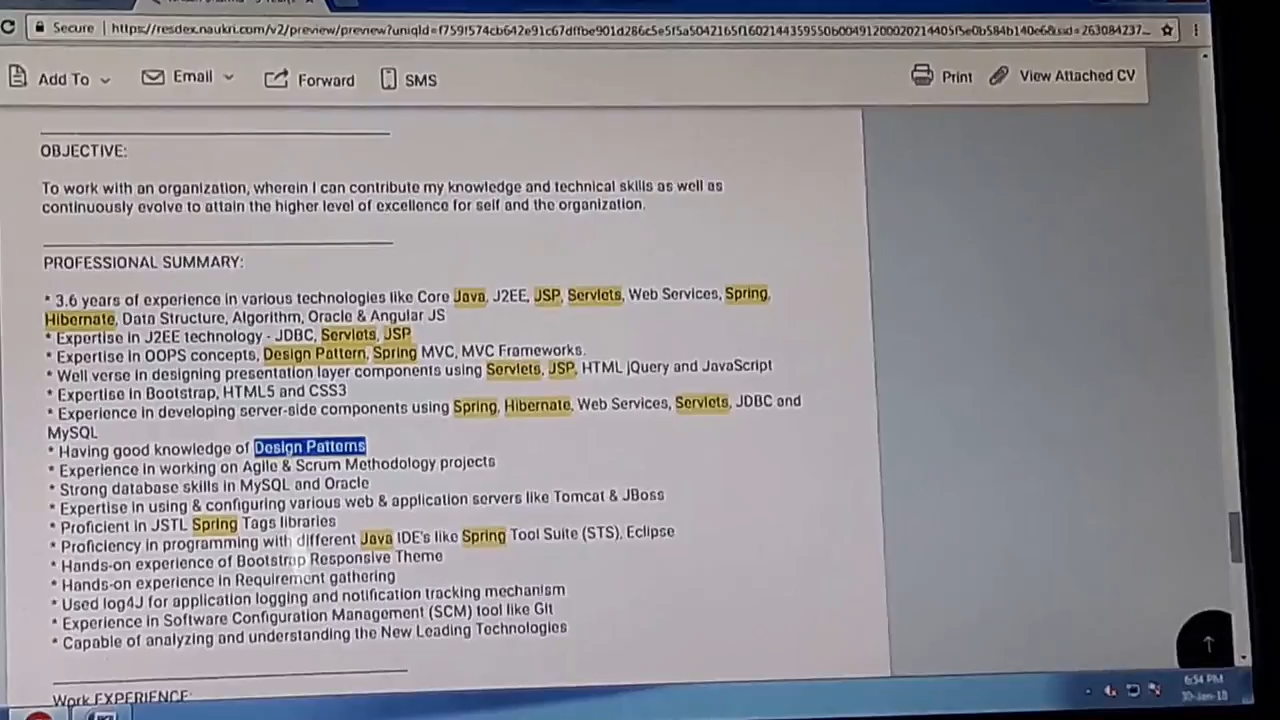 Secure
Add To
Email
Forward
SMS
Print
View Attached CV
OBJECTIVE:
To work with an organization, wherein I can contribute my knowledge and technical skills as well as
continuously evolve to attain the higher level of excellence for self and the organization.
PROFESSIONAL SUMMARY:
* 3.6 years of experience in various technologies like Core Java, J2EE, JSP, Servlets, Web Services, Spring,
Hibernate, Data Structure, Algorithm, Oracle & Angular JS
* Expertise in J2EE technology - JDBC, Servlets, JSP
* Expertise in OOPS concepts, Design Pattern, Spring MVC, MVC Frameworks.
* Well verse in designing presentation layer components using Servlets, JSP, HTML jQuery and JavaScript
* Expertise in Bootstrap, HTML5 and CSS3
* Experience in developing server-side components using Spring, Hibernate, Web Services, Servlets, JDBC and
MySQL
* Having good knowledge of Design Patterns
* Experience in working on Agile & Scrum Methodology projects
* Strong database skills in MySQL and Oracle
* Expertise in using & configuring various web & application servers like Tomcat & JBoss
* Proficient in JSTL Spring Tags libraries
* Proficiency in programming with different Java IDE's like Spring Tool Suite (STS), Eclipse
* Hands-on experience of Bootstrap Responsive Theme
* Hands-on experience in Requirement gathering
* Used log4J for application logging and notification tracking mechanism
* Experience in Software Configuration Management (SCM) tool like Git
* Capable of analyzing and understanding the New Leading Technologies
Work EXPERIENCE:
6:54 PM
30-Jan-18